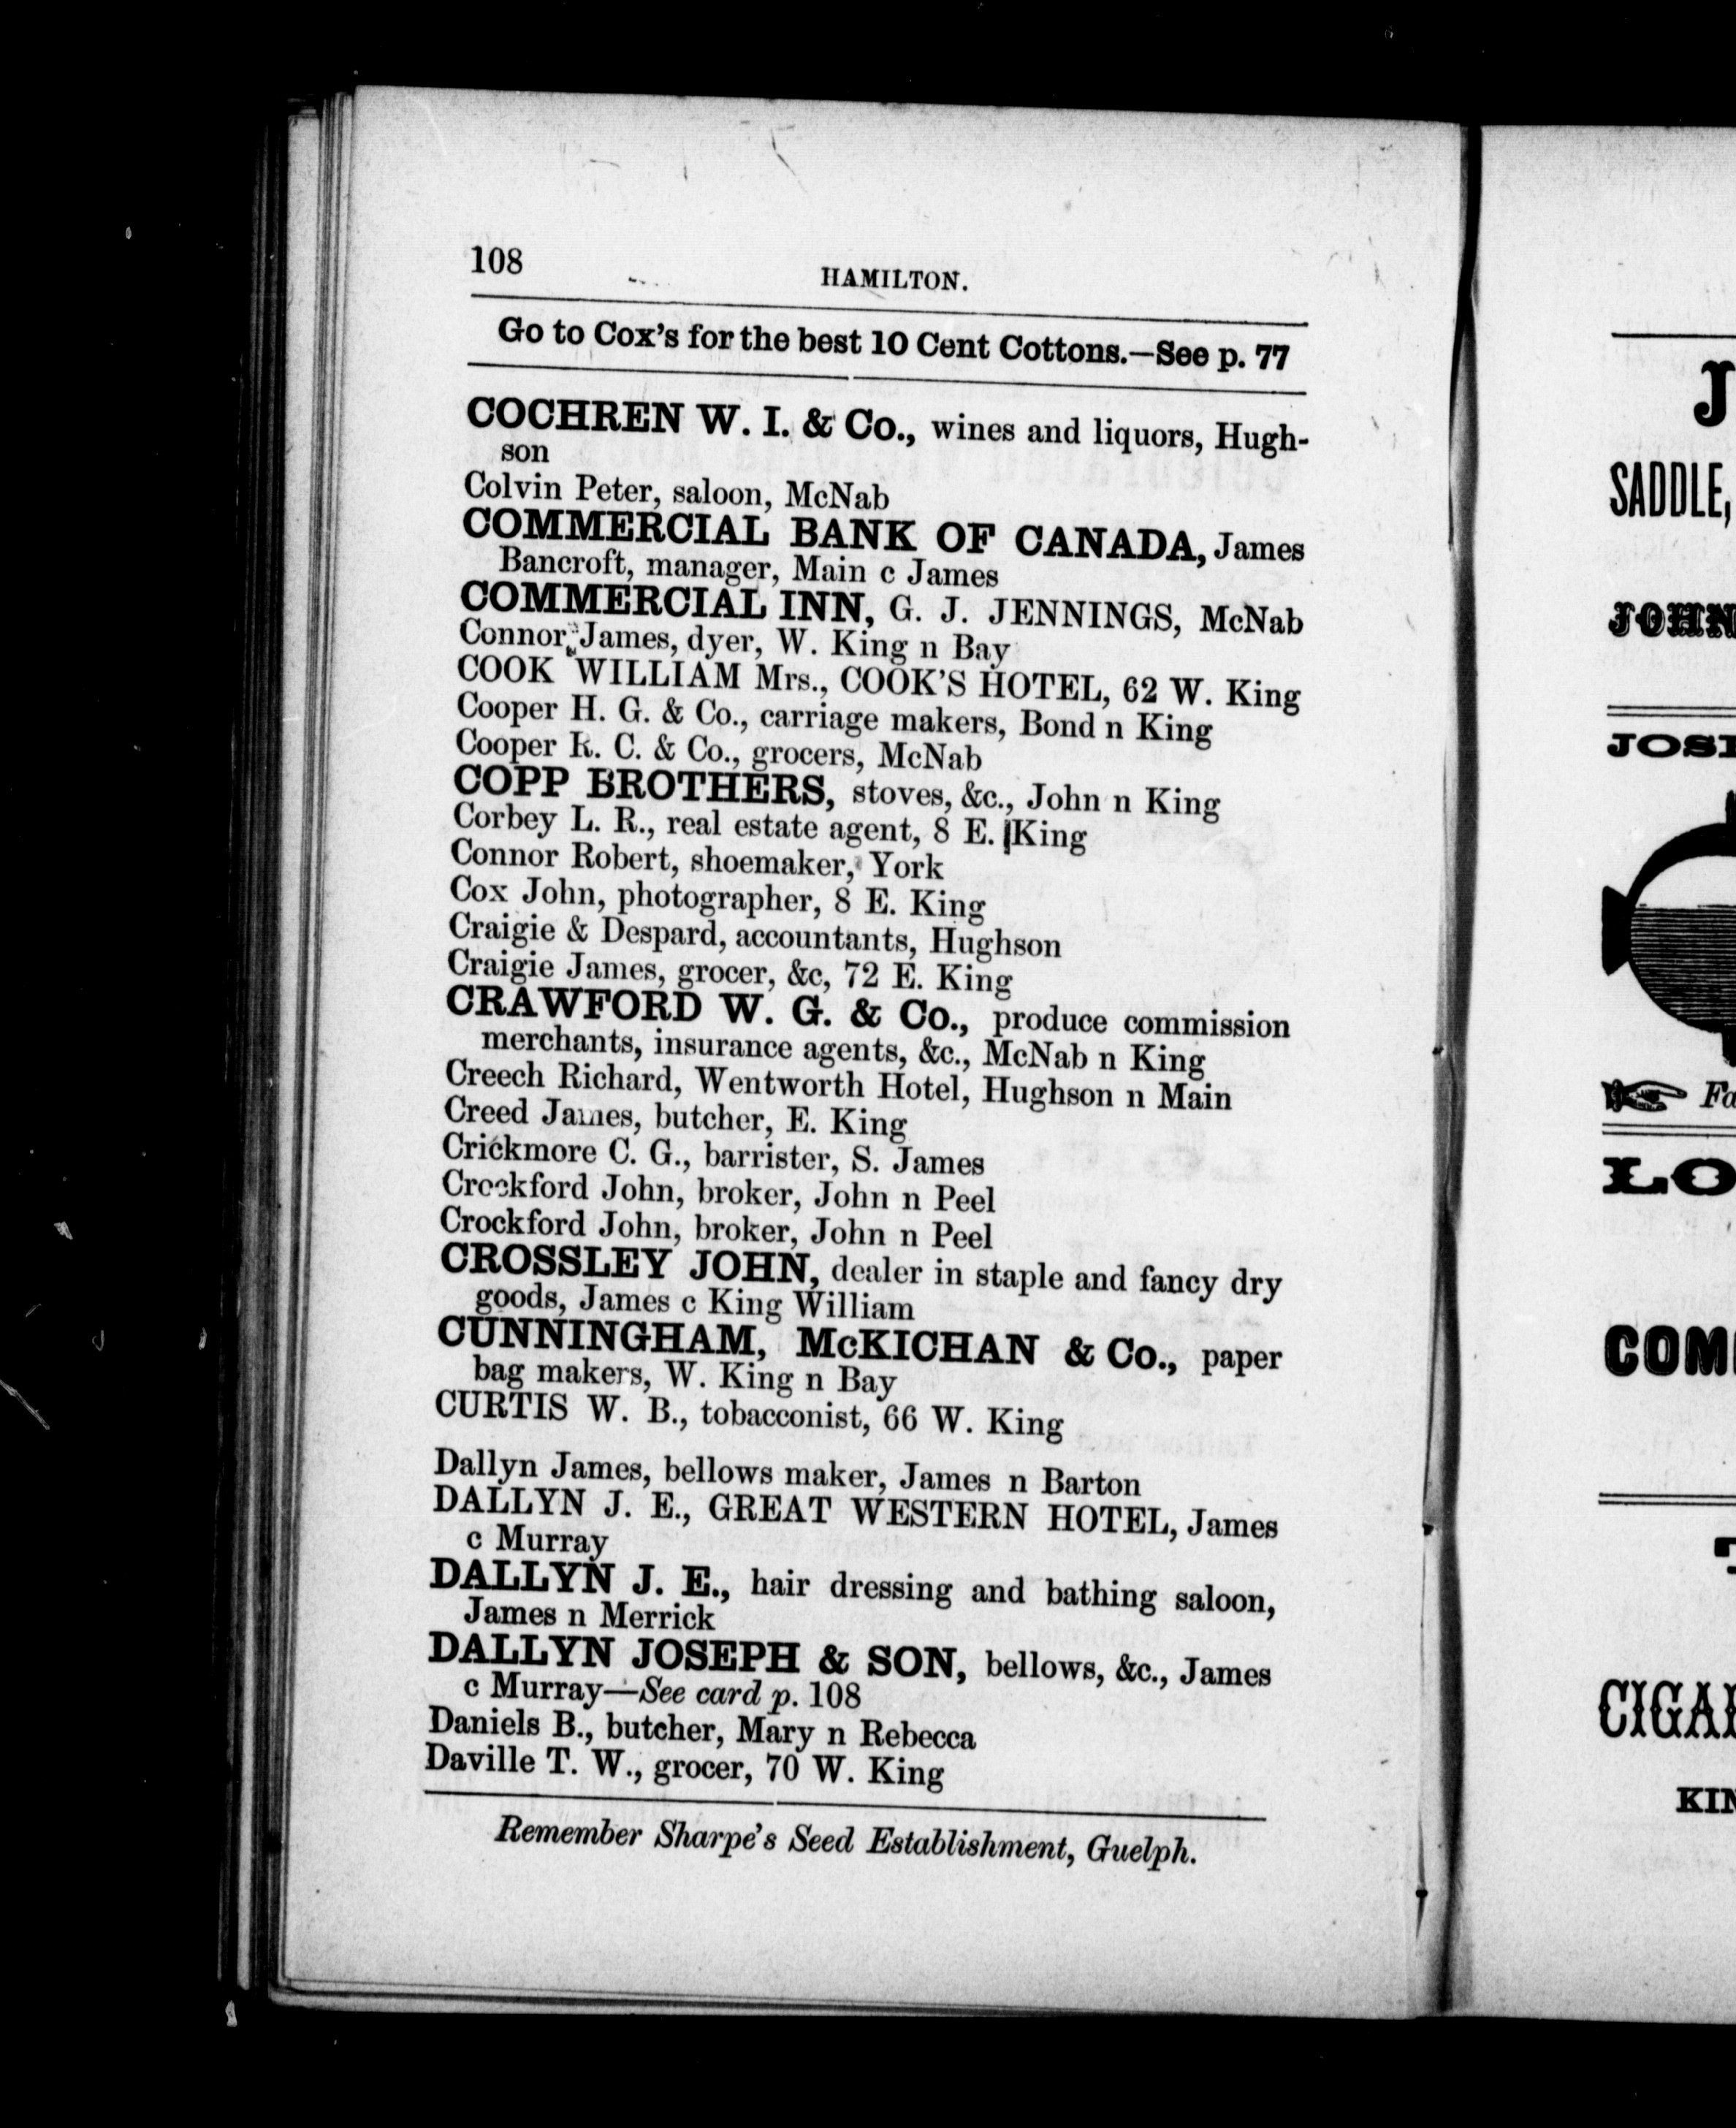 108
HAMILTON.
Go to Cox's for the best 10 Cent Cottons.—See p. 77
COCHREN W. I. & Co., wines and liquors, Hugh-
son
Colvin Peter, saloon, McNab
COMMERCIAL BANK OF CANADA, James
Bancroft, manager, Main c James
COMMERCIAL INN, G. J. JENNINGS, McNab
Connor James, dyer, W. King n Bay
COOK WILLIAM Mrs., COOK'S HOTEL, 62 W. King
Cooper H. G. & Co., carriage makers, Bond n King
Cooper R. C. & Co., grocers, McNab
COPP BROTHERS, stoves, &c., John n King
Corbey L. R., real estate agent, 8 E. King
Connor Robert, shoemaker, York
Cox John, photographer, 8 E. King
Craigie & Despard, accountants, Hughson
Craigie James, grocer, &c, 72 E. King
CRAWFORD W. G. & Co., produce commission
merchants, insurance agents, &c., McNab n King
Creech Richard, Wentworth Hotel, Hughson n Main
Creed James, butcher, E. King
Crickmore C. G., barrister, S. James
Crockford John, broker, John n Peel
Crockford John, broker, John n Peel
CROSSLEY JOHN, dealer in staple and fancy dry
goods, James c King William
CUNNINGHAM, McKICHAN & Co., paper
bag makers, W. King n Bay
CURTIS W. B., tobacconist, 66 W. King
Dallyn James, bellows maker, James n Barton
DALLYN J. E., GREAT WESTERN HOTEL, James
c Murray
DALLYN J. E., hair dressing and bathing saloon,
James n Merrick
DALLYN JOSEPH & SON, bellows, &c., James
c Murray—See card p. 108
Daniels B., butcher, Mary n Rebecca
Daville T. W., grocer, 70 W. King
Remember Sharpe's Seed Establishment, Guelph.
J
SADDLE,
JOHN
Fa
LO
KIN